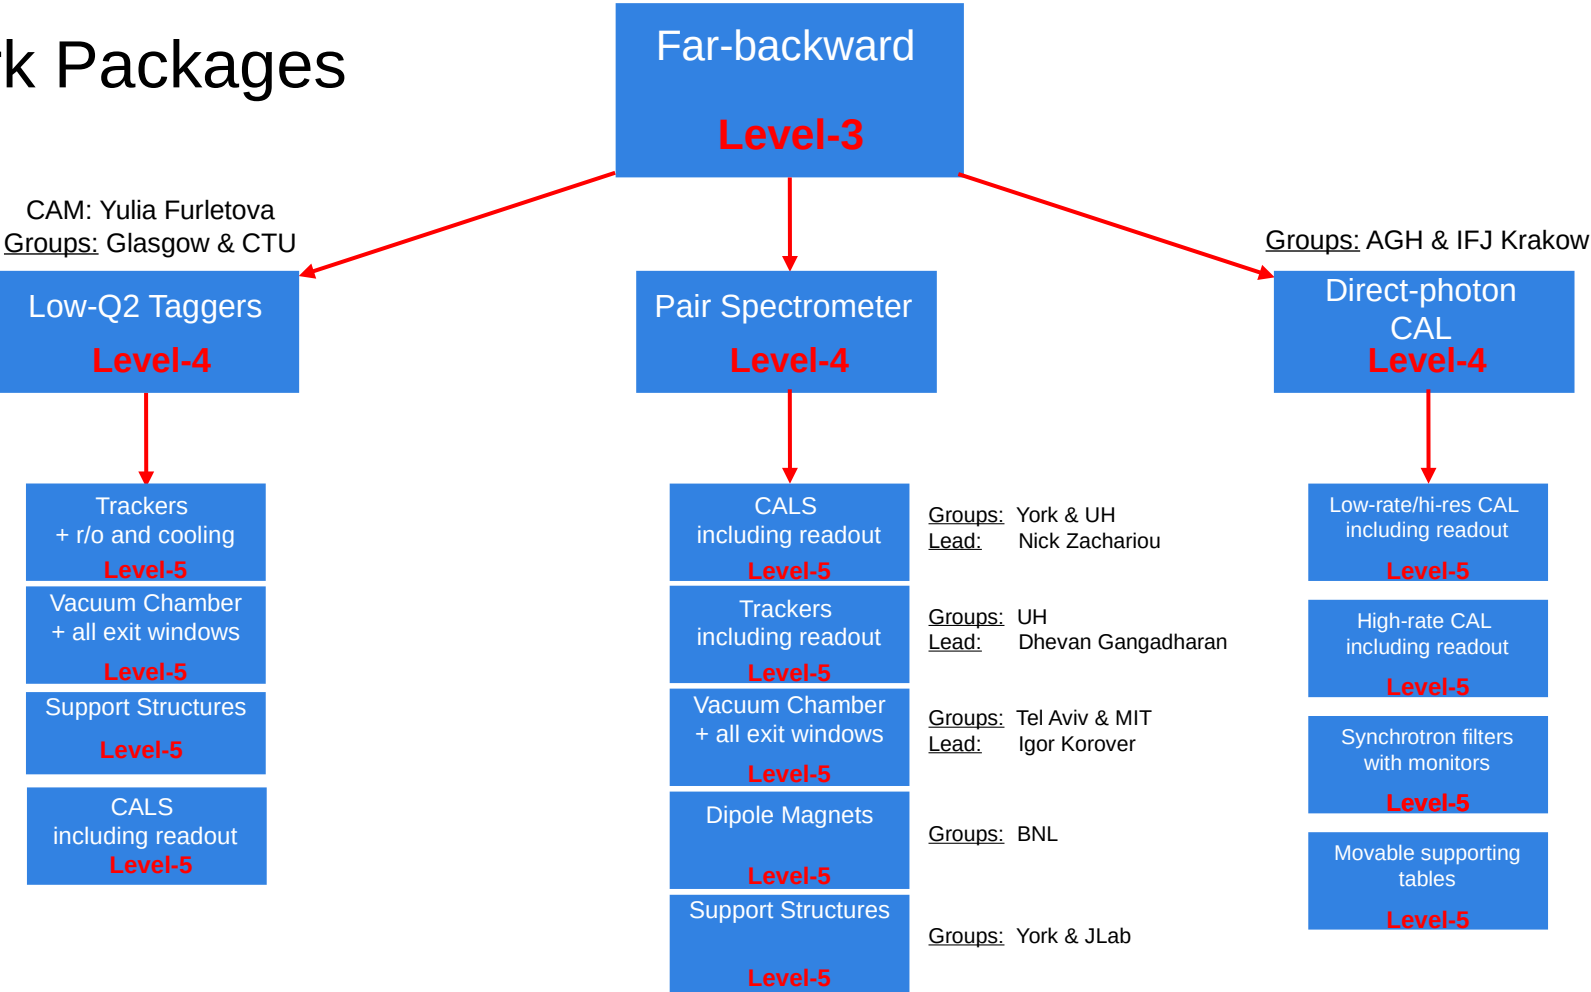 k Packages
Far-backward
Level-3
CAM: Yulia Furletova
Groups: Glasgow & CTU
Groups: AGH & IFJ Krakow
Low-Q2 Taggers
Level-4
Pair Spectrometer
Level-4
Direct-photon
CAL
Level-4
Trackers
+ r/o and cooling
Level-5
Vacuum Chamber
+ all exit windows
Level-5
Support Structures
Level-5
CALS
including readout
Level-5
CALS
including readout
Level-5
Groups: York & UH
Lead: Nick Zachariou
Trackers
including readout
Level-5
Groups: UH
Lead: Dhevan Gangadharan
Vacuum Chamber
+ all exit windows
Level-5
Groups: Tel Aviv & MIT
Lead: Igor Korover
Dipole Magnets
Level-5
Groups: BNL
Support Structures
Level-5
Groups: York & JLab
Low-rate/hi-res CAL
including readout
Level-5
High-rate CAL
including readout
Level-5
Synchrotron filters
with monitors
Level-5
Movable supporting
tables
Level-5